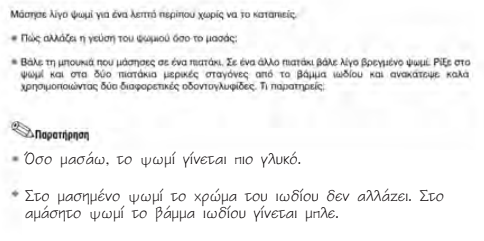 Μάσησε λίγο ψωμί για ένα λεπτό περίπου χωρίς να το καταπιείς.
* Πώς αλλάζει η γεύση του ψωμιού όσο το μασάς;
* Βάλε τη μπουκιά που μάσησες σε ένα πιατάκι. Σε ένα άλλο πιατάκι βάλε λίγο βρεγμένο ψωμί. Ρίξε στο
ψωμί και στα δύο πιατάκια μερικές σταγόνες από το βάμμα ιωδίου και ανακάτεψε καλά
χρησιμοποιώντας δύο διαφορετικές οδοντογλυφίδες. Τι παρατηρείς;
Παρατήρηση
* Όσο μασάω, το ψωμί γίνεται πιο γλυκό.
* Στο μασημένο ψωμί το χρώμα του ιωδίου δεν αλλάζει. Στο
αμάσητο ψωμί το βάμμα ιωδίου γίνεται μπλε.